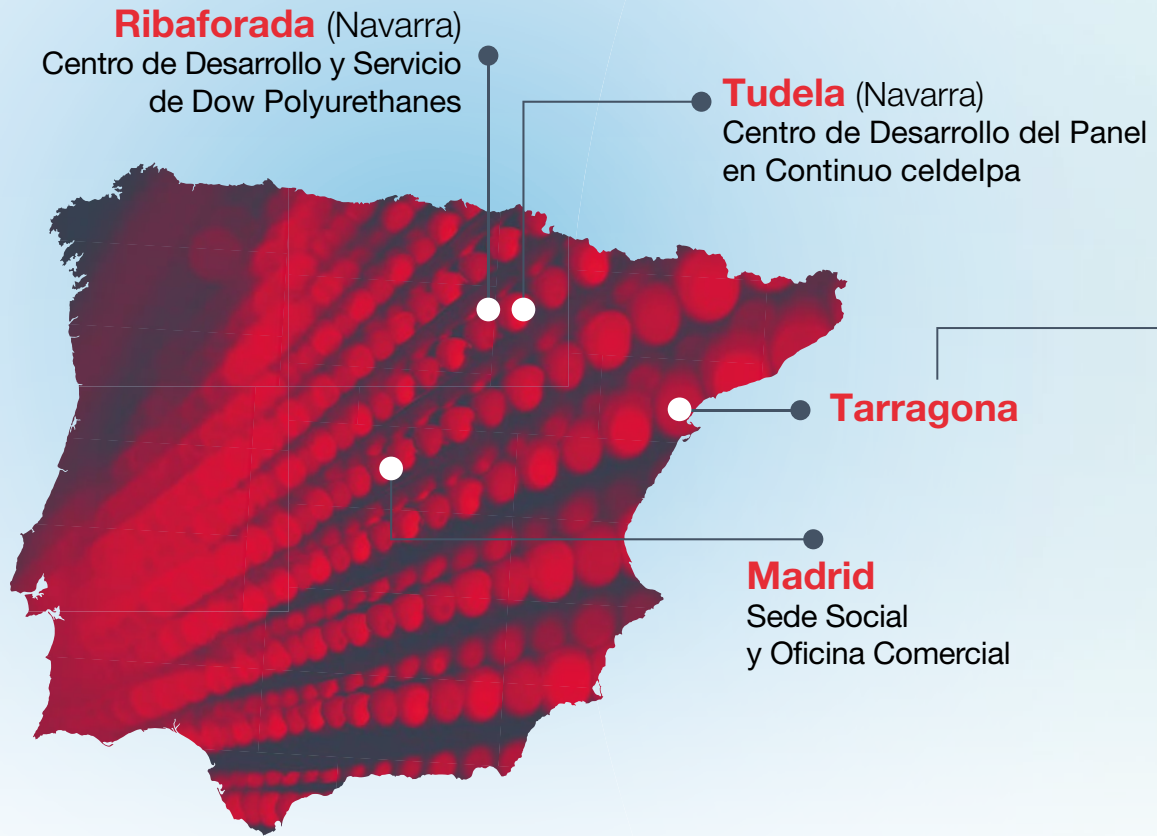 Ribaforada (Navarra)
Centro de Desarrollo y Servicio
de Dow Polyurethanes
Tudela (Navarra)
Centro de Desarrollo del Panel
en Continuo celdelpa
Tarragona
Madrid
Sede Social
y Oficina Comercial